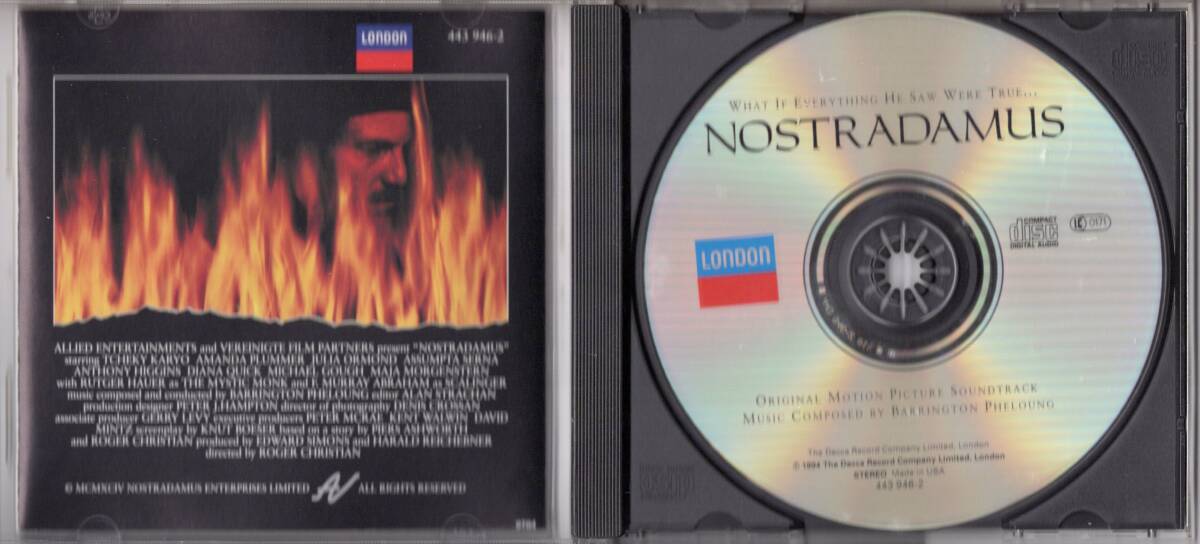 LONDON
443 946-2
ALLIED ENTERTAINMENTS and VEREINIGTE FILM PARTNERS present "NOSTRADAMUS"
starring TCHEKY KARYO AMANDA PLUMMER JULIA ORMOND ASSUMPTA SERNA
ANTHONY HIGGINS DIANA QUICK MICHAEL GOUGH MAIA MORGENSTERN
with RUTGER HAUER as THE MYSTIC MONK and F. MURRAY ABRAHAM as SCALINGER
music composed and conducted by BARRINGTON PHELOUNG editor ALAN STRACHAN
production designer PETER J. HAMPTON director of photography DENIS CROSSAN
associate producer GERRY LEVY executive producers PETER McRAE KENT WALWIN DAVID
MINTZ screenplay by KNUT BOESER based on a story by PIERS ASHWORTH
and ROGER CHRISTIAN produced by EDWARD SIMONS and HARALD REICHEBNER
directed by ROGER CHRISTIAN
© MCMXCIV NOSTRADAMUS ENTERPRISES LIMITED ALL RIGHTS RESERVED
WHAT IF EVERYTHING HE SAW WERE TRUE...
NOSTRADAMUS
COMPACT
disc
DIGITAL AUDIO
0171
LONDON
ORIGINAL MOTION PICTURE SOUNDTRACK
MUSIC COMPOSED BY BARRINGTON PHELOUNG
The Decca Record Company Limited, London
℗ 1994 The Decca Record Company Limited, London
STEREO Made in USA
443 946-2